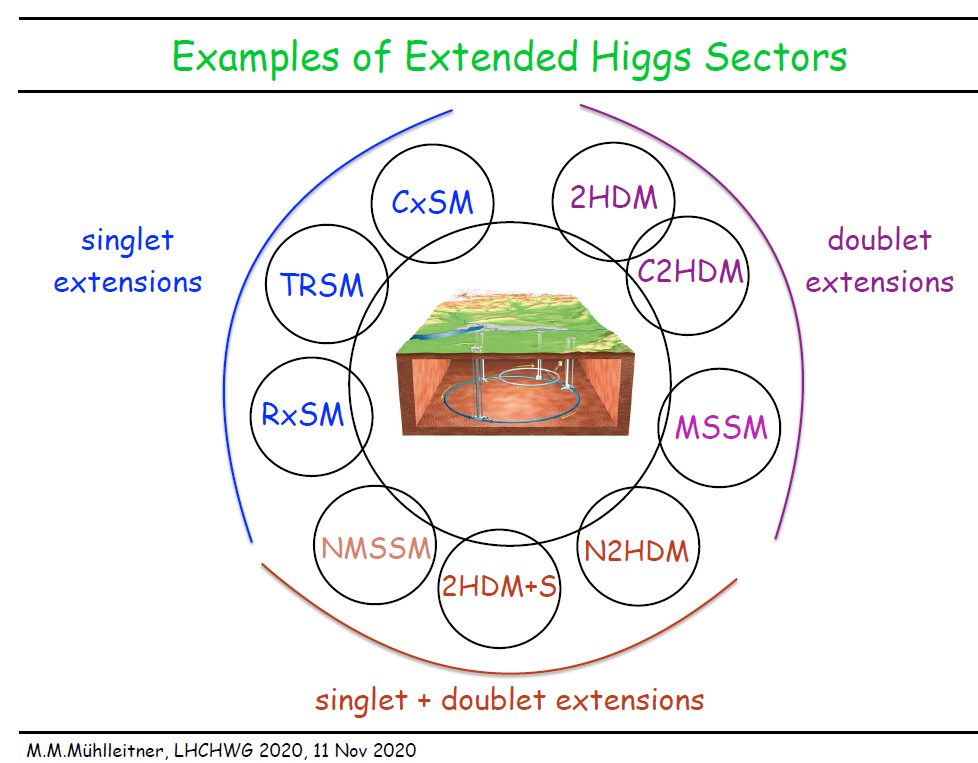 Examples of Extended Higgs Sectors
singlet
extensions
CxSM
TRSM
RxSM
2HDM
C2HDM
MSSM
doublet
extensions
NMSSM
2HDM+S
N2HDM
singlet + doublet extensions
M.M.Mühlleitner, LHCHWG 2020, 11 Nov 2020